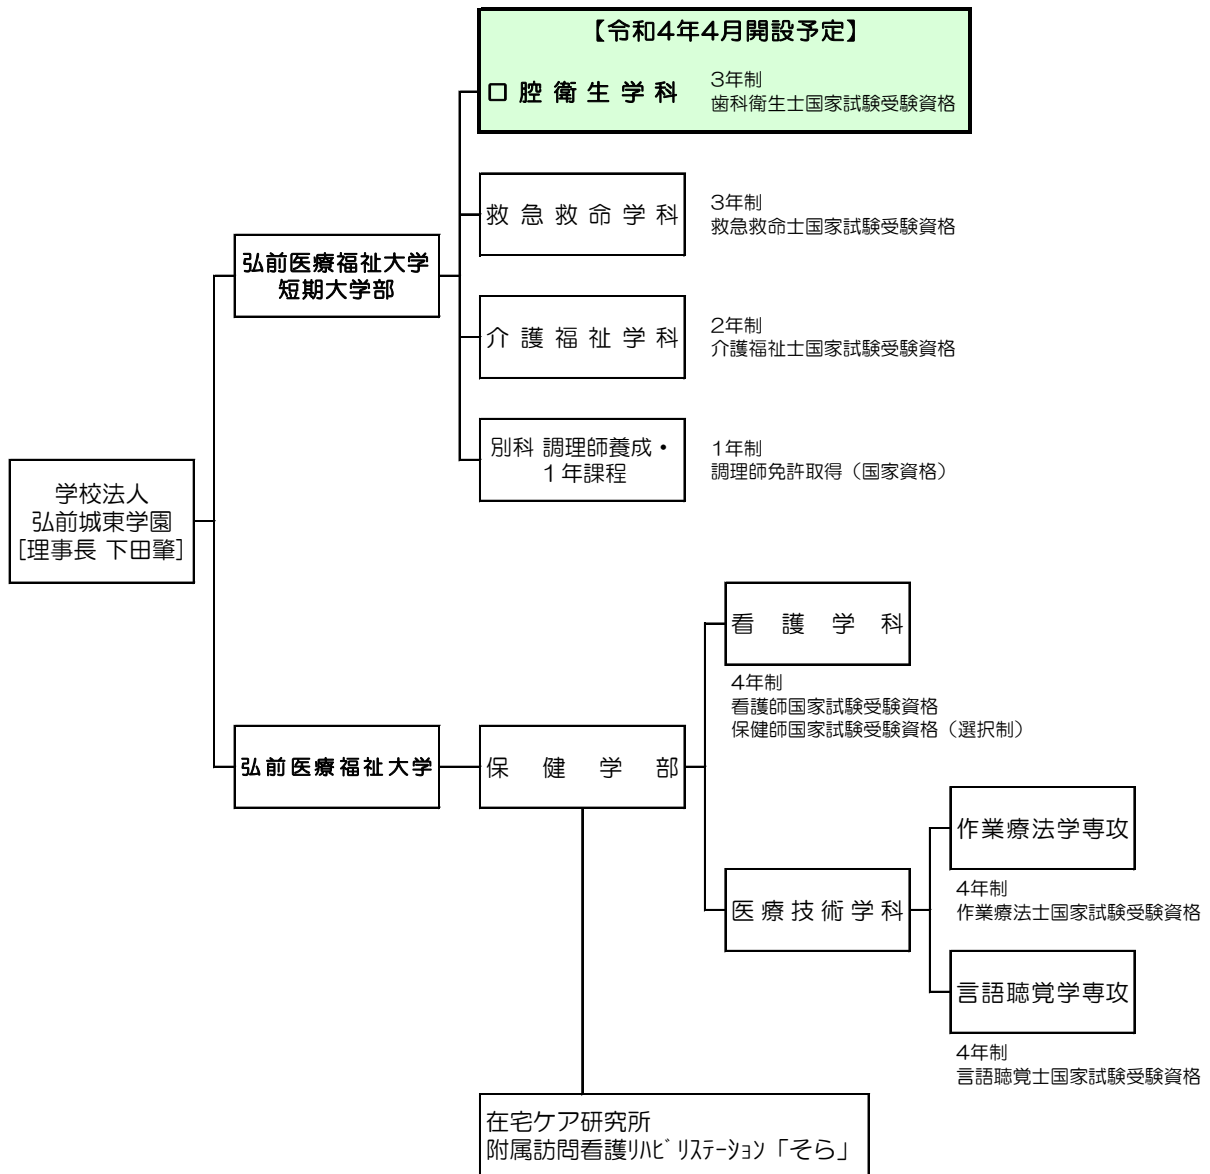 【令和4年4月開設予定】
口腔衛生学科
3年制
歯科衛生士国家試験受験資格
救急救命学科
3年制
救急救命士国家試験受験資格
弘前医療福祉大学
短期大学部
介護福祉学科
2年制
介護福祉士国家試験受験資格
別科 調理師養成・
1年課程
1年制
調理師免許取得（国家資格）
学校法人
弘前城東学園
[理事長 下田肇]
看護学科
4年制
看護師国家試験受験資格
保健師国家試験受験資格（選択制）
弘前医療福祉大学
保健学部
作業療法学専攻
4年制
作業療法士国家試験受験資格
医療技術学科
言語聴覚学専攻
4年制
言語聴覚士国家試験受験資格
在宅ケア研究所
附属訪問看護ﾘﾊﾋﾞﾘｽﾃｰｼｮﾝ「そら」